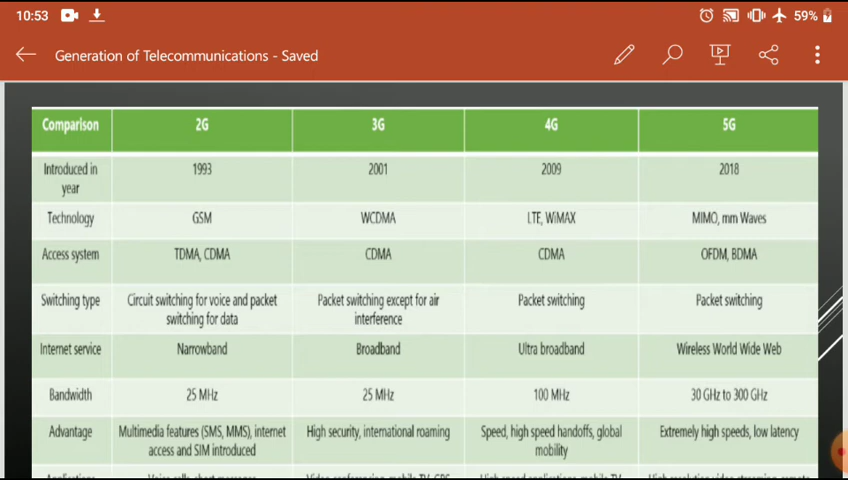 10:53 59%
Generation of Telecommunications - Saved
Comparison 2G 3G 4G 5G
Introduced in year 1993 2001 2009 2018
Technology GSM WCDMA LTE, WiMAX MIMO, mm Waves
Access system TDMA, CDMA CDMA CDMA OFDM, BDMA
Switching type Circuit switching for voice and packet switching for data Packet switching except for air interference Packet switching Packet switching
Internet service Narrowband Broadband Ultra broadband Wireless World Wide Web
Bandwidth 25 MHz 25 MHz 100 MHz 30 GHz to 300 GHz
Advantage Multimedia features (SMS, MMS), internet access and SIM introduced High security, international roaming Speed, high speed handoffs, global mobility Extremely high speeds, low latency